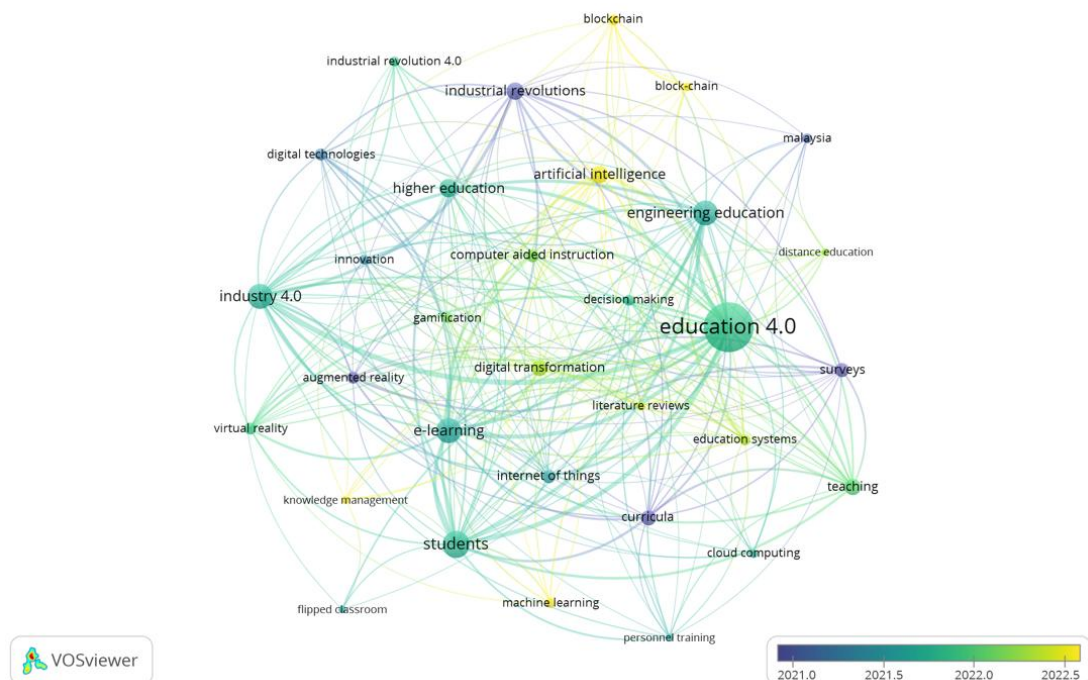 blockchain
industrial revolution 4.0
industrial revolutions
block-chain
malaysia
digital technologies
artificial intelligence
higher education
engineering education
distance education
computer aided instruction
innovation
industry 4.0
decision making
gamification
education 4.0
digital transformation
surveys
augmented reality
literature reviews
virtual reality
e-learning
education systems
internet of things
teaching
knowledge management
curricula
students
cloud computing
machine learning
flipped classroom
personnel training
VOSviewer
2021.0 2021.5 2022.0 2022.5